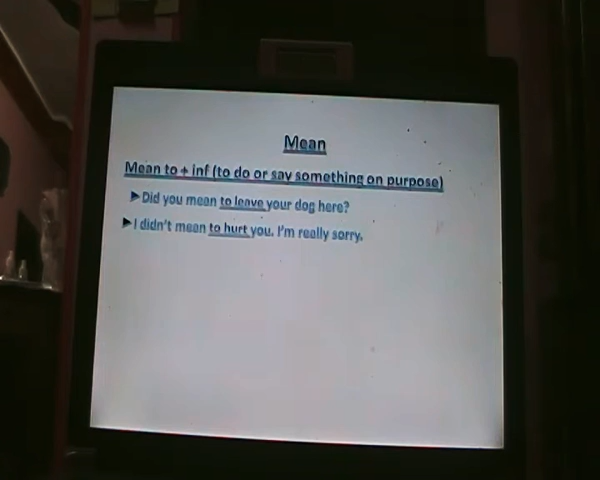 Mean
Mean to + inf (to do or say something on purpose)
➤Did you mean to leave your dog here?
➤I didn't mean to hurt you. I'm really sorry.